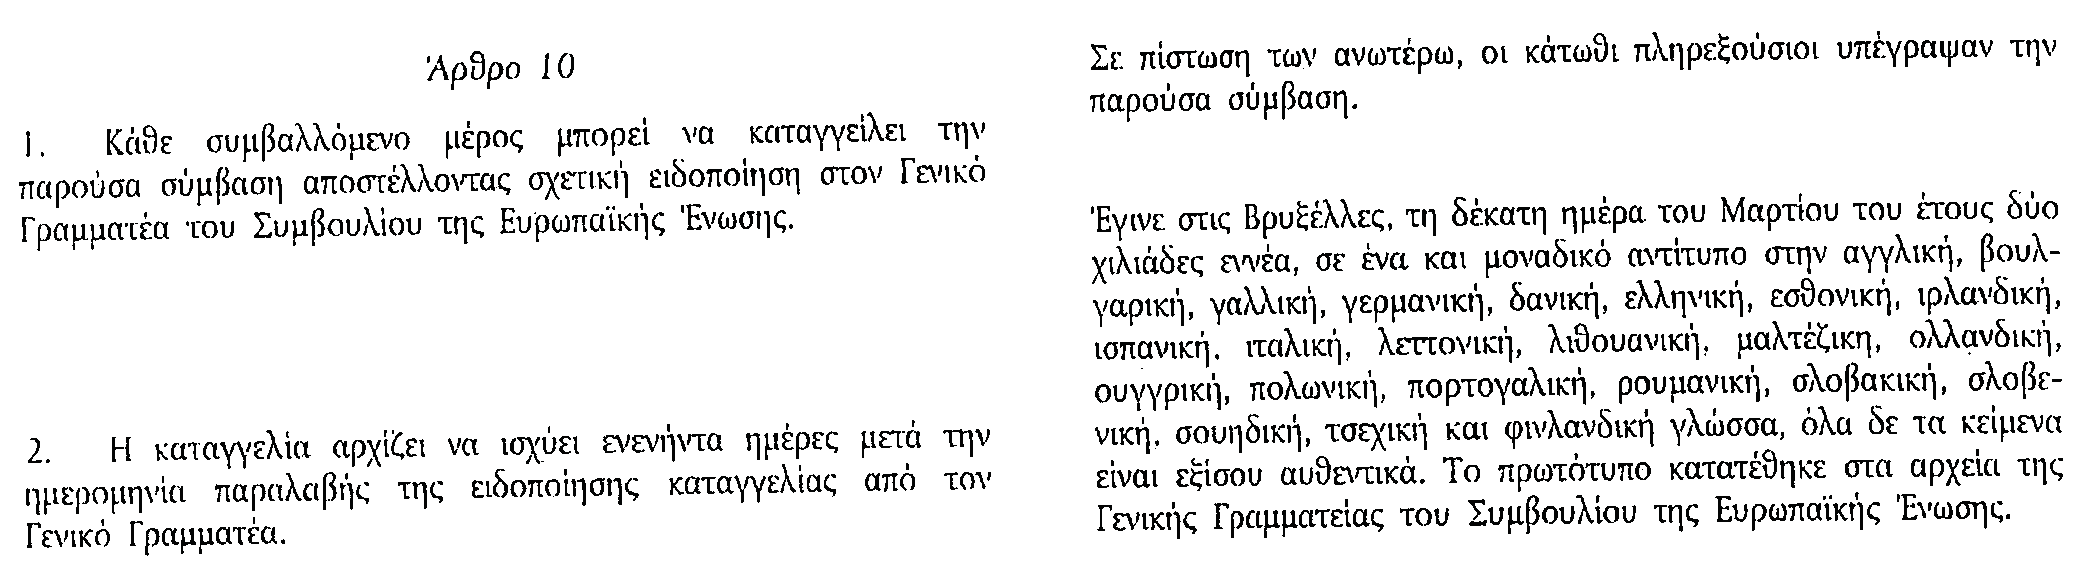 Άρθρο 10
1. Κάθε συμβαλλόμενο μέρος μπορεί να καταγγείλει την
παρούσα σύμβαση αποστέλλοντας σχετική ειδοποίηση στον Γενικό
Γραμματέα του Συμβουλίου της Ευρωπαϊκής Ένωσης.
2. Η καταγγελία αρχίζει να ισχύει ενενήντα ημέρες μετά την
ημερομηνία παραλαβής της ειδοποίησης καταγγελίας από τον
Γενικό Γραμματέα.
Σε πίστωση των ανωτέρω, οι κάτωθι πληρεξούσιοι υπέγραψαν την
παρούσα σύμβαση.
Έγινε στις Βρυξέλλες, τη δέκατη ημέρα του Μαρτίου του έτους δύο
χιλιάδες εννέα, σε ένα και μοναδικό αντίτυπο στην αγγλική, βουλ-
γαρική, γαλλική, γερμανική, δανική, ελληνική, εσθονική, ιρλανδική,
ισπανική, ιταλική, λεττονική, λιθουανική, μαλτέζικη, ολλανδική,
ουγγρική, πολωνική, πορτογαλική, ρουμανική, σλοβακική, σλοβε-
νική, σουηδική, τσεχική και φινλανδική γλώσσα, όλα δε τα κείμενα
είναι εξίσου αυθεντικά. Το πρωτότυπο κατατέθηκε στα αρχεία της
Γενικής Γραμματείας του Συμβουλίου της Ευρωπαϊκής Ένωσης.